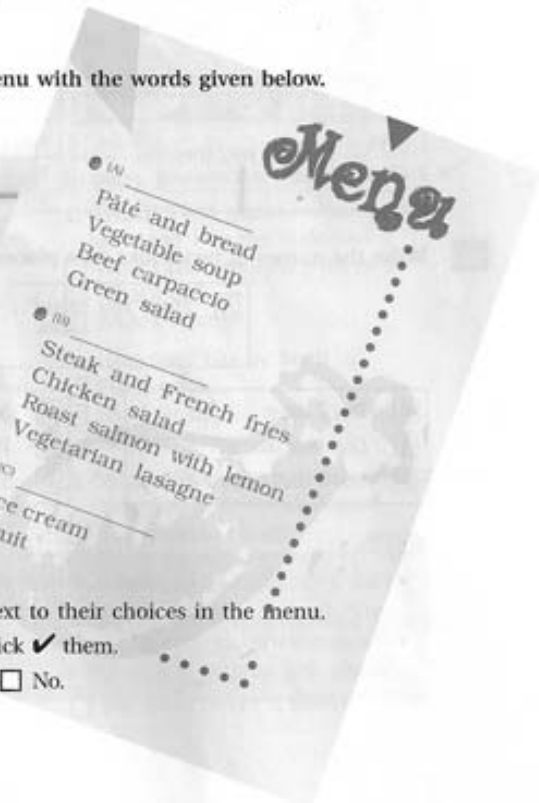 enu with the words given below.
Menu
(A)
Pâté and bread
Vegetable soup
Beef carpaccio
Green salad
(B)
Steak and French fries
Chicken salad
Roast salmon with lemon
Vegetarian lasagne
(C)
ce cream
uit
ext to their choices in the menu.
ick ✔ them.
☐ No.